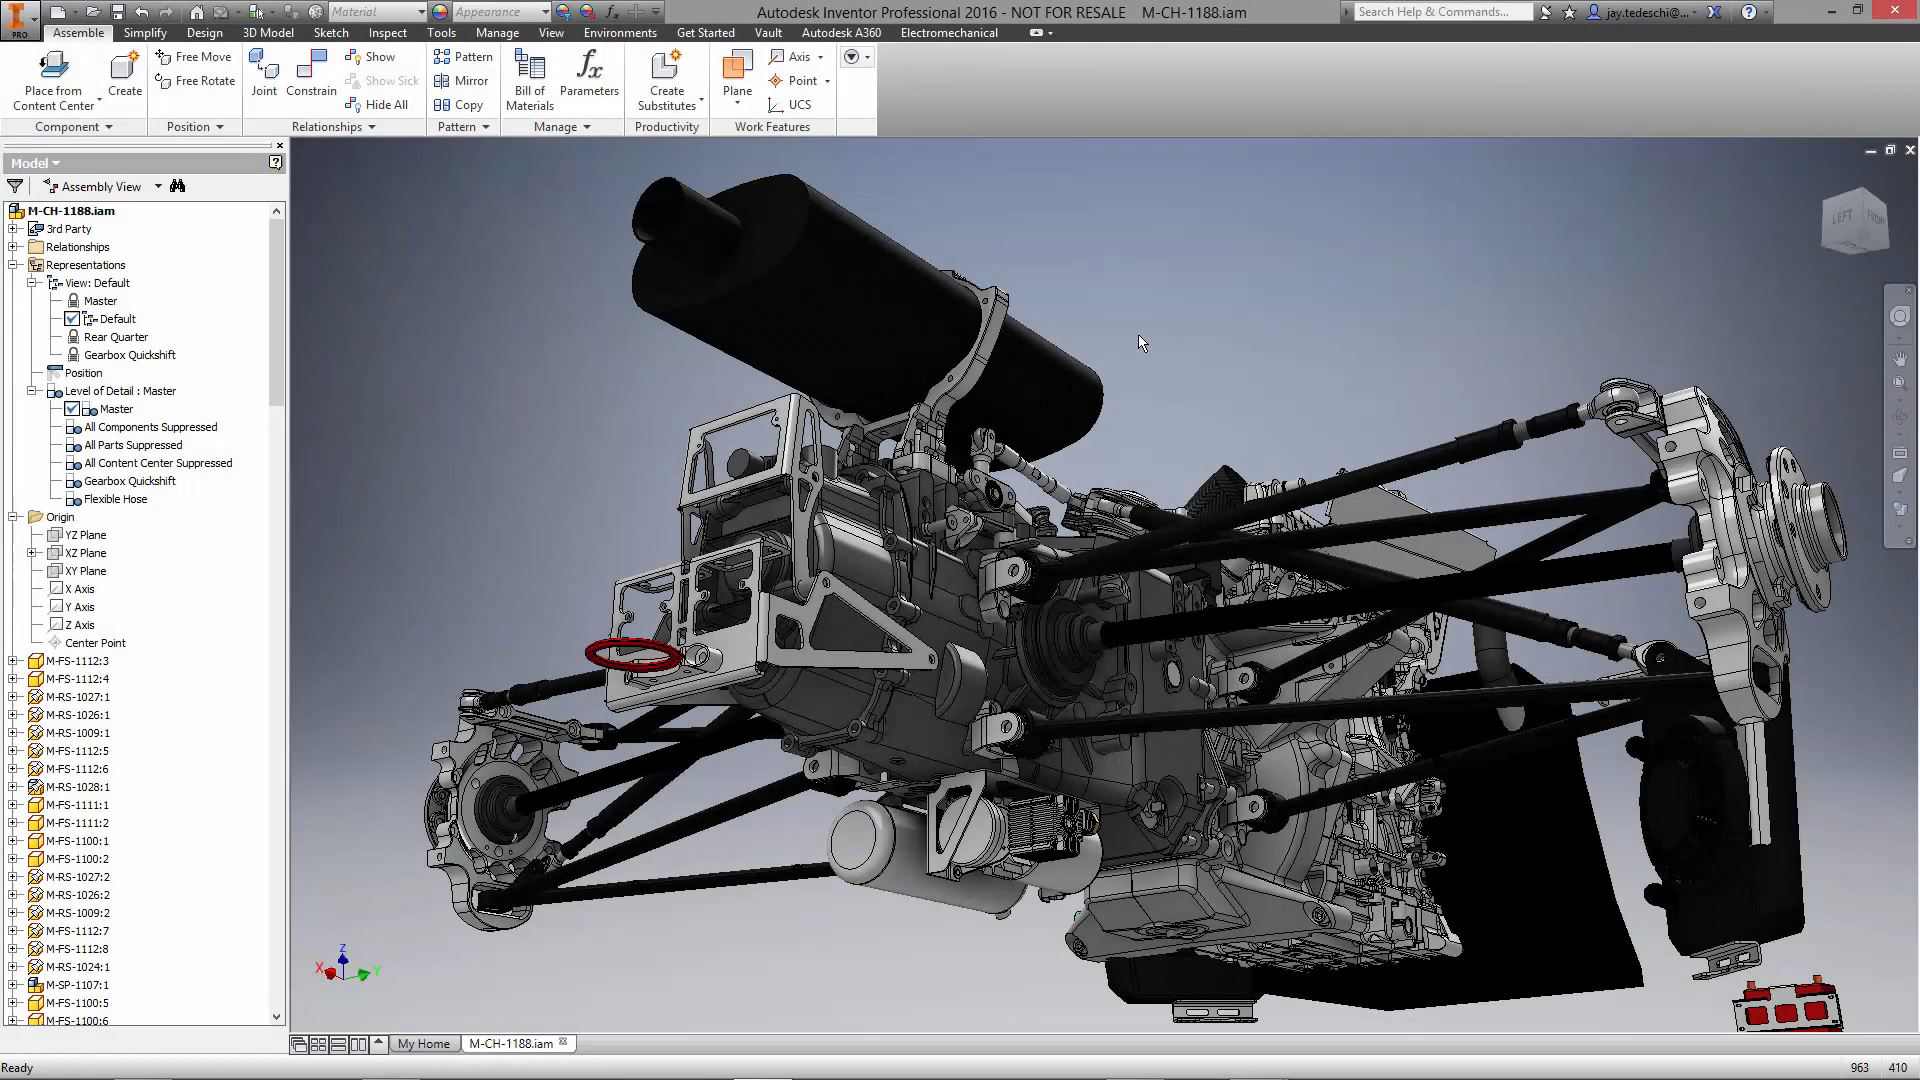 Material
Appearance
Autodesk Inventor Professional 2016 - NOT FOR RESALE M-CH-1188.iam
Search Help & Commands...
jay.tedeschi@...
PRO
Assemble Simplify Design 3D Model Sketch Inspect Tools Manage View Environments Get Started Vault Autodesk A360 Electromechanical
Place from Content Center
Create
Free Move
Free Rotate
Joint
Constrain
Show
Show Sick
Hide All
Pattern
Mirror
Copy
Bill of Materials
fx
Parameters
Create Substitutes
Plane
Axis
Point
UCS
Component
Position
Relationships
Pattern
Manage
Productivity
Work Features
Model
Assembly View
M-CH-1188.iam
3rd Party
Relationships
Representations
View: Default
Master
Default
Rear Quarter
Gearbox Quickshift
Position
Level of Detail : Master
Master
All Components Suppressed
All Parts Suppressed
All Content Center Suppressed
Gearbox Quickshift
Flexible Hose
Origin
YZ Plane
XZ Plane
XY Plane
X Axis
Y Axis
Z Axis
Center Point
M-FS-1112:3
M-FS-1112:4
M-RS-1027:1
M-RS-1026:1
M-RS-1009:1
M-FS-1112:5
M-FS-1112:6
M-RS-1028:1
M-FS-1111:1
M-FS-1111:2
M-FS-1100:1
M-FS-1100:2
M-RS-1027:2
M-RS-1026:2
M-RS-1009:2
M-FS-1112:7
M-FS-1112:8
M-RS-1024:1
M-SP-1107:1
M-FS-1100:5
M-FS-1100:6
LEFT FRONT
Z
X Y
My Home M-CH-1188.iam
Ready
963 410